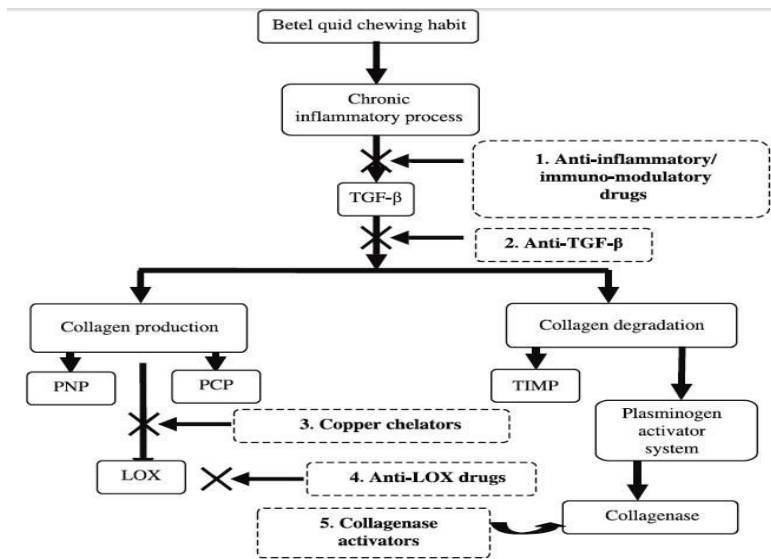 Betel quid chewing habit
Chronic
inflammatory process
1. Anti-inflammatory/
immuno-modulatory
drugs
TGF-β
2. Anti-TGF-β
Collagen production
Collagen degradation
PNP
PCP
TIMP
3. Copper chelators
Plasminogen
activator
system
LOX
4. Anti-LOX drugs
5. Collagenase
activators
Collagenase